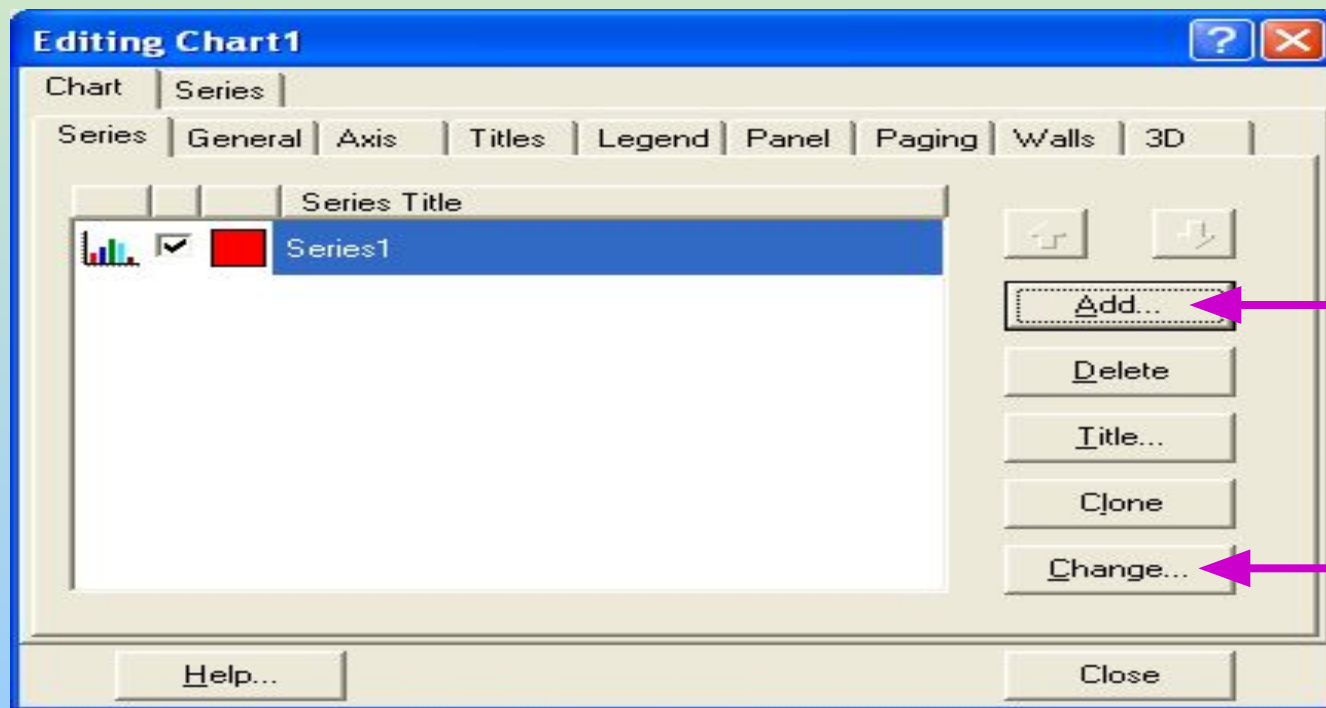 Editing Chart1
Chart Series
Series General Axis Titles Legend Panel Paging Walls 3D
Series Title
Series1
Add...
Delete
Title...
Clone
Change...
Help... Close